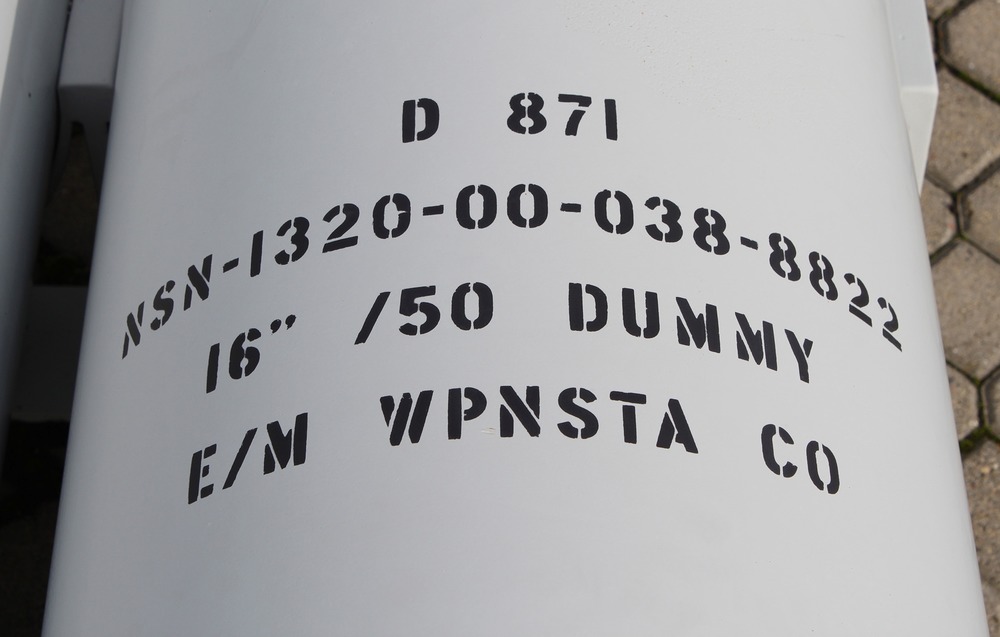 D 871
NSN-1320-00-038-8822
16” /50 DUMMY
E/M WPNSTA CO